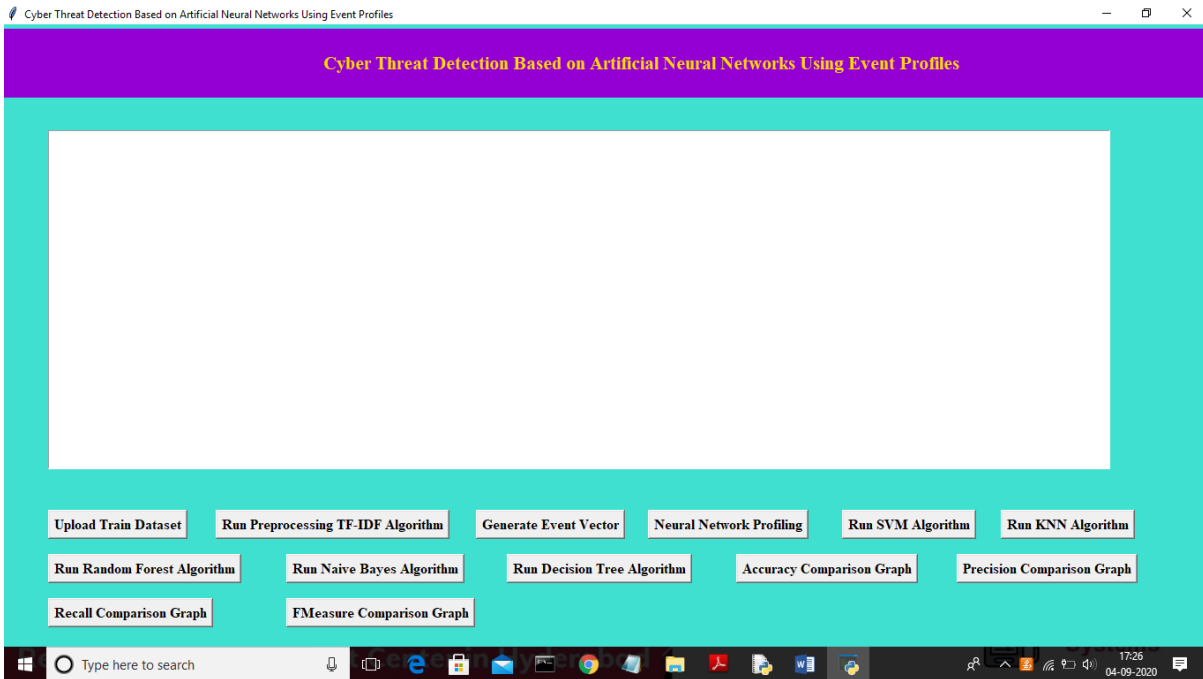 Cyber Threat Detection Based on Artificial Neural Networks Using Event Profiles
Cyber Threat Detection Based on Artificial Neural Networks Using Event Profiles
Upload Train Dataset Run Preprocessing TF-IDF Algorithm Generate Event Vector Neural Network Profiling Run SVM Algorithm Run KNN Algorithm
Run Random Forest Algorithm Run Naive Bayes Algorithm Run Decision Tree Algorithm Accuracy Comparison Graph Precision Comparison Graph
Recall Comparison Graph FMeasure Comparison Graph
Type here to search
17:26
04-09-2020